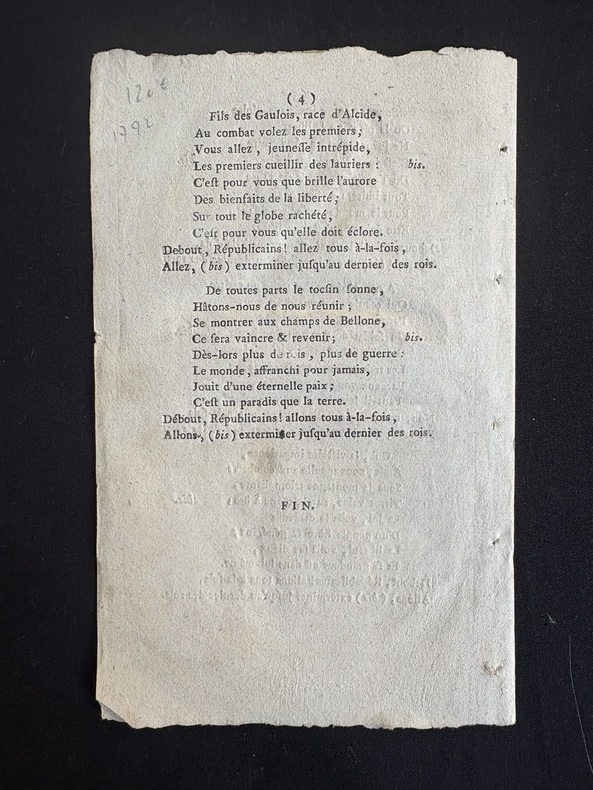 120 €
1792
( 4 )
Fils des Gaulois, race d'Alcide,
Au combat volez les premiers;
Vous allez, jeuneſſe intrépide,
Les premiers cueillir des lauriers : bis.
C'eſt pour vous que brille l'aurore
Des bienfaits de la liberté;
Sur tout le globe racheté,
C'eſt pour vous qu'elle doit éclore.
Debout, Républicains! allez tous à-la-fois,
Allez, (bis) exterminer juſqu'au dernier des rois.
De toutes parts le tocſin ſonne,
Hâtons-nous de nous réunir;
Se montrer aux champs de Bellone,
Ce ſera vaincre & revenir; bis.
Dès-lors plus de rois, plus de guerre:
Le monde, affranchi pour jamais,
Jouit d'une éternelle paix;
C'eſt un paradis que la terre.
Débout, Républicains! allons tous à-la-fois,
Allons, (bis) exterminer juſqu'au dernier des rois.
FIN.